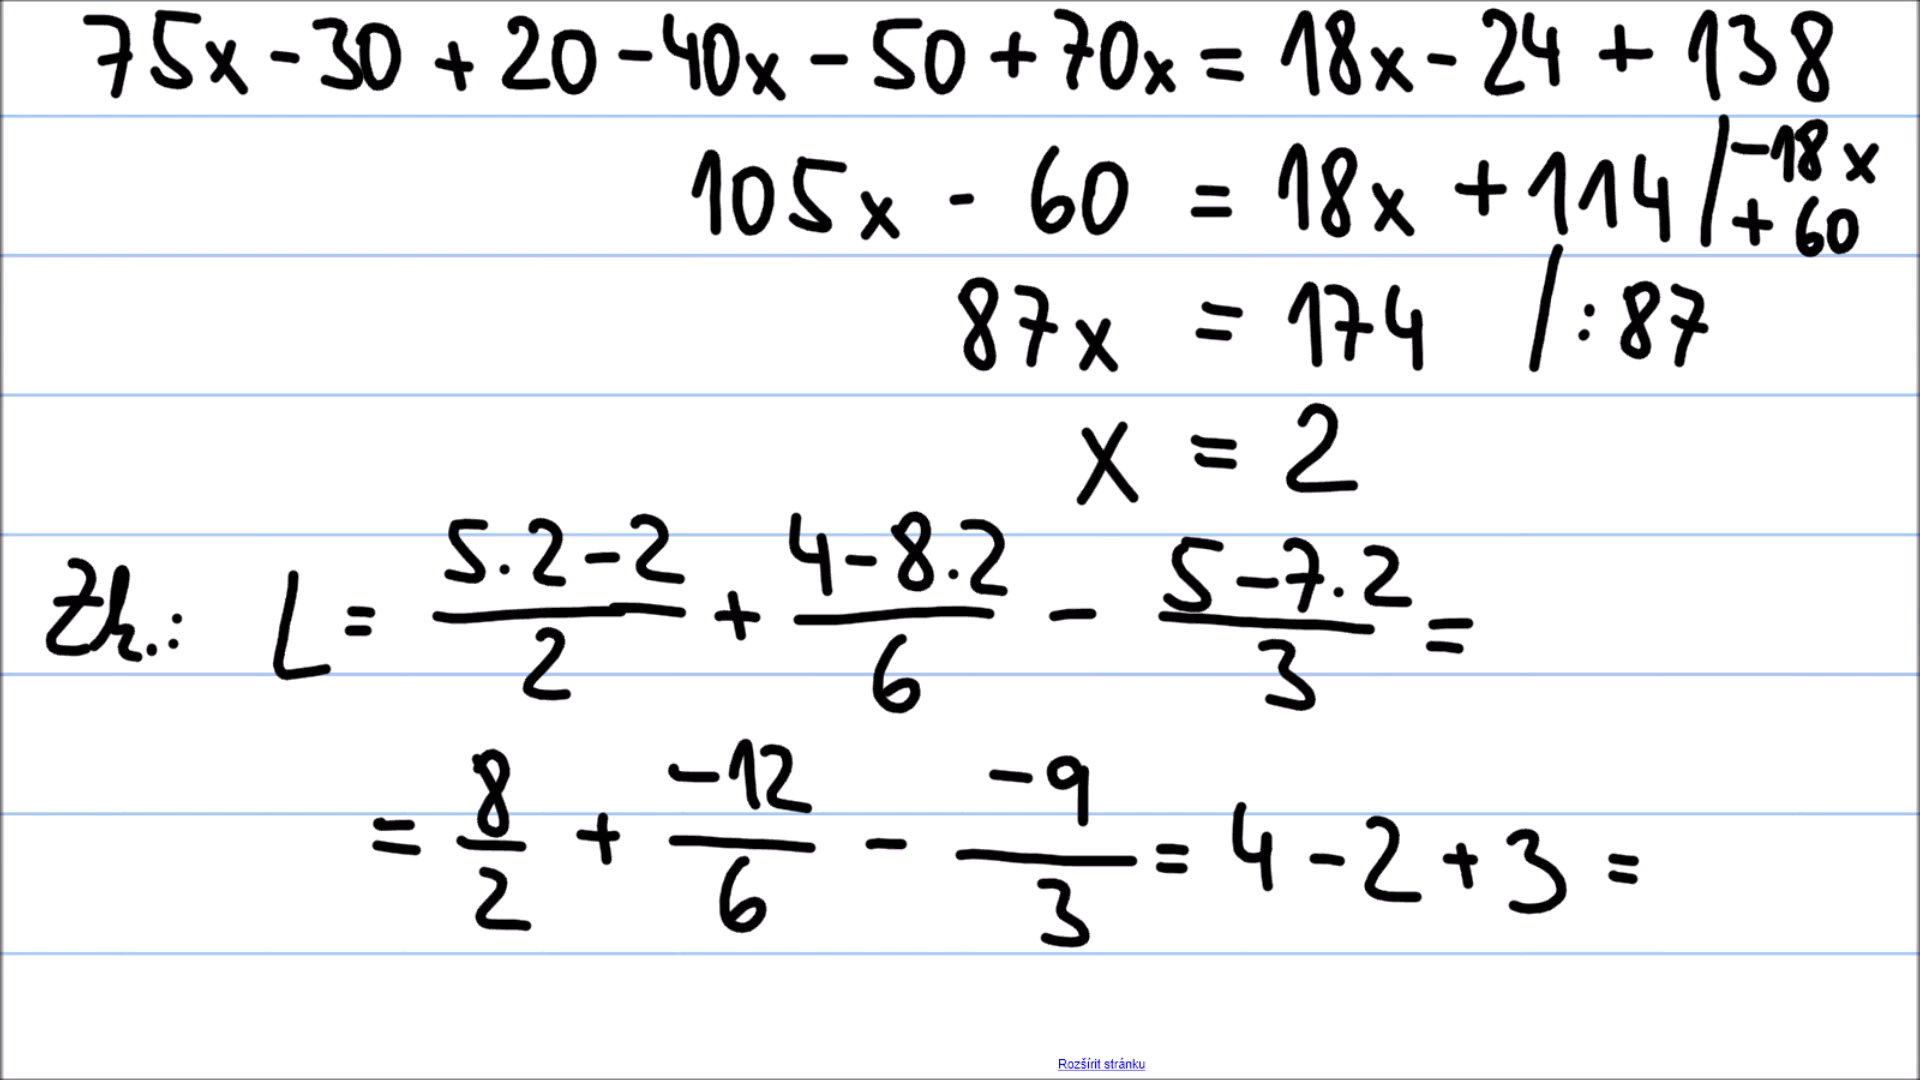 75x - 30 + 20 - 40x - 50 + 70x = 18x - 24 + 138
105x - 60 = 18x + 114 / -18x + 60
87x = 174 / : 87
x = 2
Zk.: L = (5.2-2)/2 + (4-8.2)/6 - (5-7.2)/3 =
= 8/2 + -12/6 - -9/3 = 4 - 2 + 3 =
Rozšíriť stránku